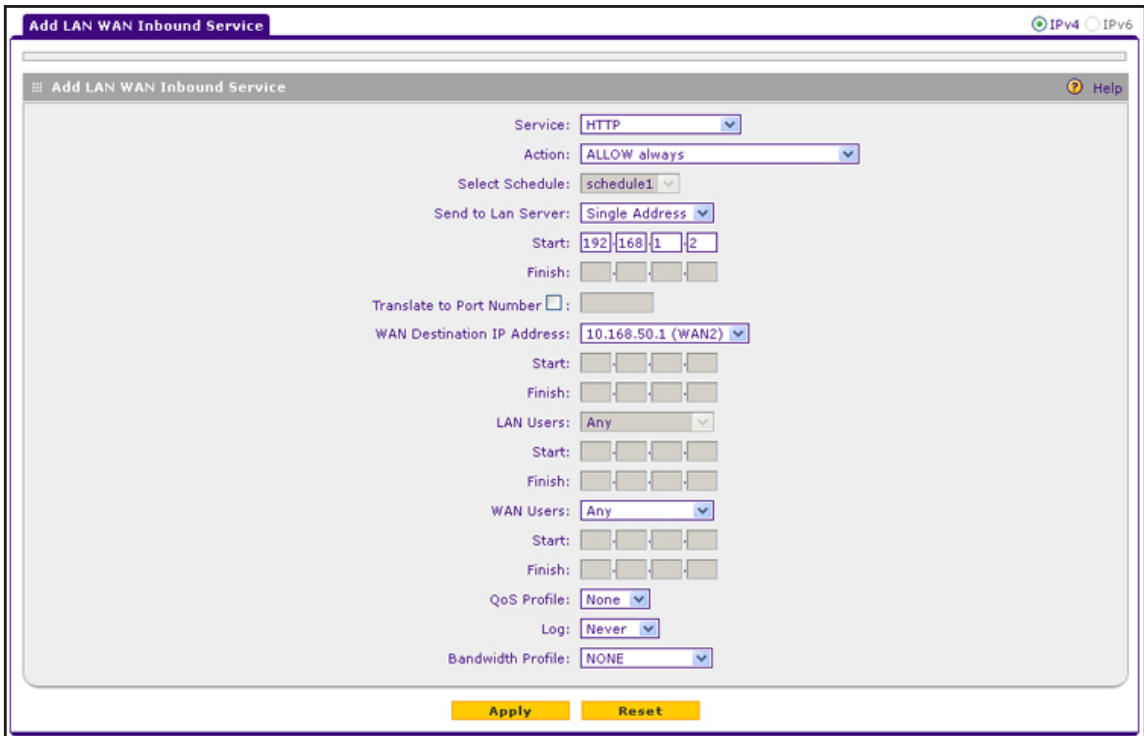 Add LAN WAN Inbound Service IPv4 IPv6
Add LAN WAN Inbound Service Help
Service: HTTP
Action: ALLOW always
Select Schedule: schedule1
Send to Lan Server: Single Address
Start: 192 . 168 . 1 . 2
Finish: . . .
Translate to Port Number :
WAN Destination IP Address: 10.168.50.1 (WAN2)
Start: . . .
Finish: . . .
LAN Users: Any
Start: . . .
Finish: . . .
WAN Users: Any
Start: . . .
Finish: . . .
QoS Profile: None
Log: Never
Bandwidth Profile: NONE
Apply Reset